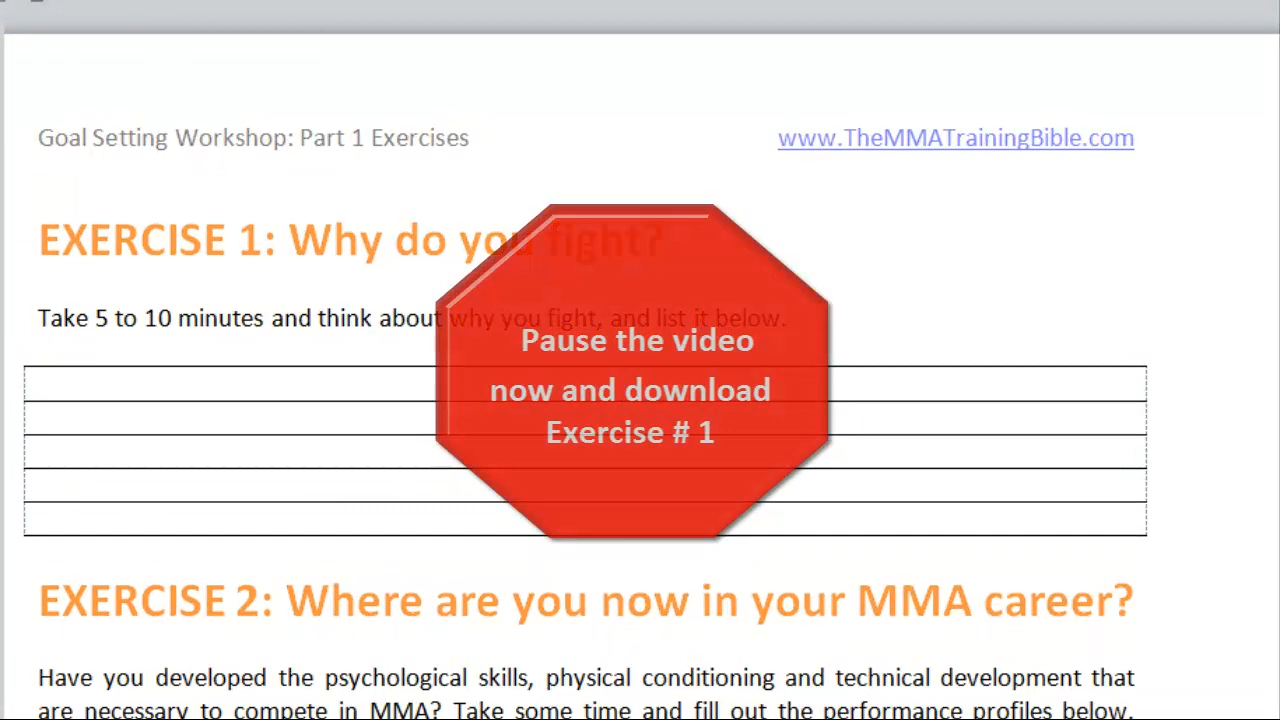 Goal Setting Workshop: Part 1 Exercises
www.TheMMATrainingBible.com
EXERCISE 1: Why do you fight?
Take 5 to 10 minutes and think about why you fight, and list it below.
Pause the video
now and download
Exercise # 1
EXERCISE 2: Where are you now in your MMA career?
Have you developed the psychological skills, physical conditioning and technical development that
are necessary to compete in MMA? Take some time and fill out the performance profiles below,